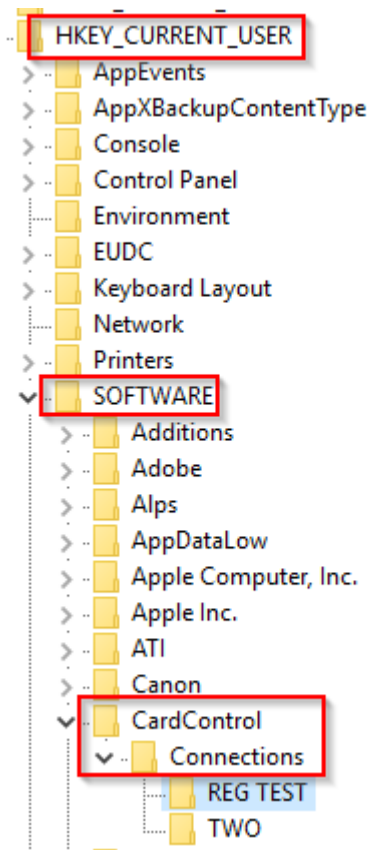 HKEY_CURRENT_USER
AppEvents
AppXBackupContentType
Console
Control Panel
Environment
EUDC
Keyboard Layout
Network
Printers
SOFTWARE
Additions
Adobe
Alps
AppDataLow
Apple Computer, Inc.
Apple Inc.
ATI
Canon
CardControl
Connections
REG TEST
TWO